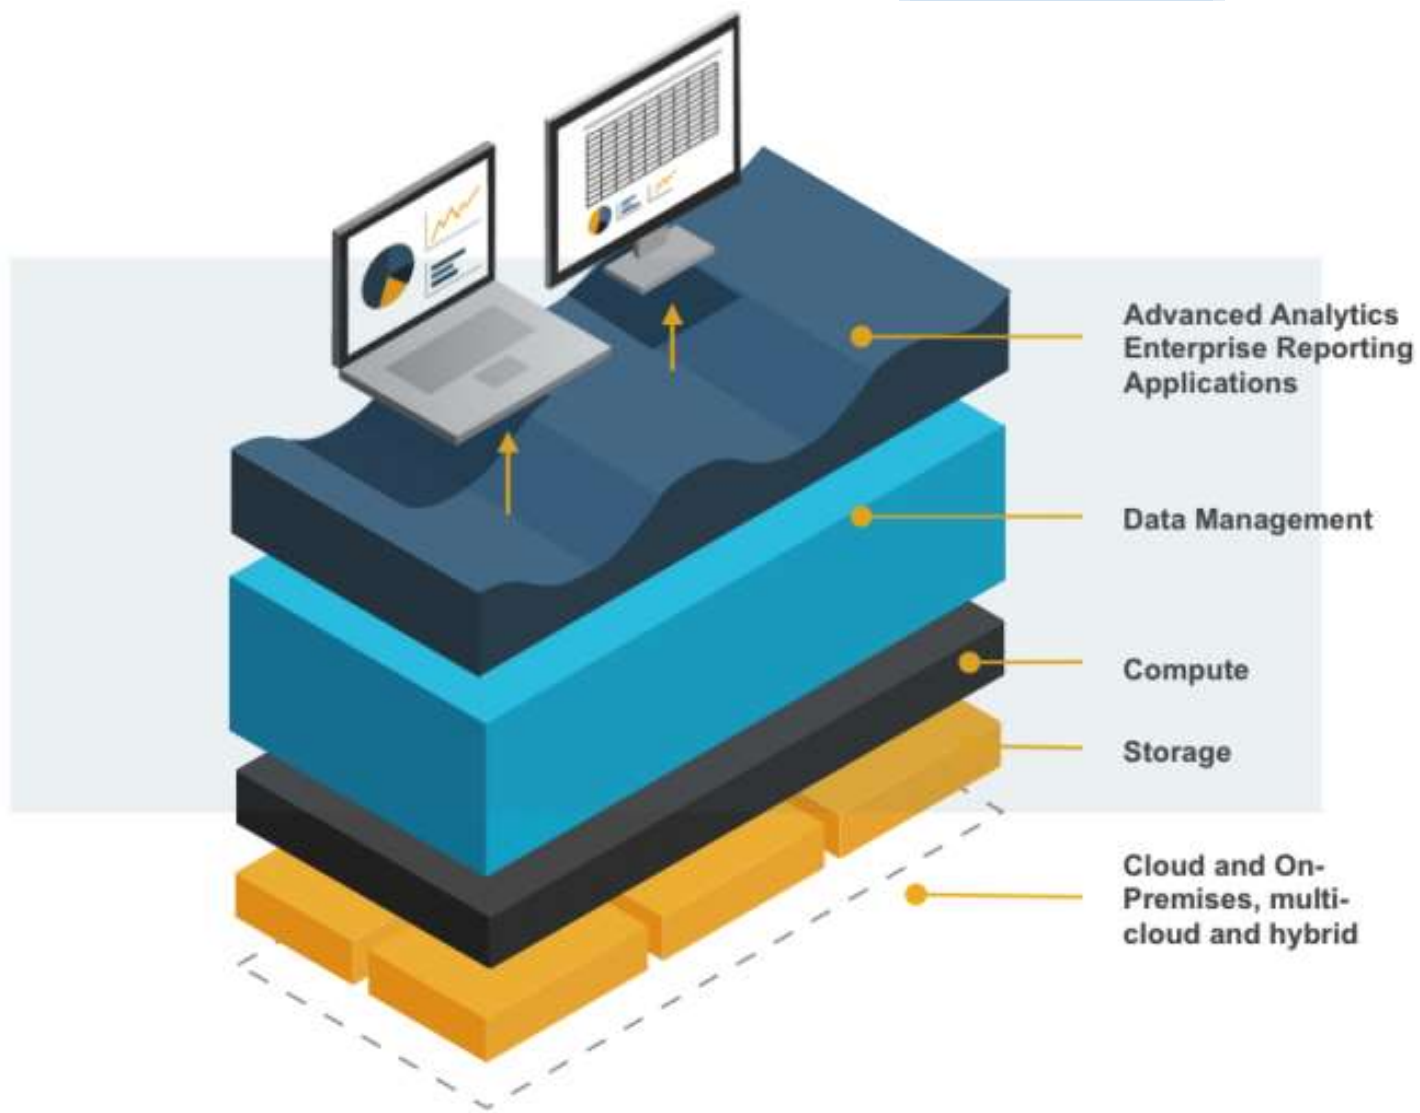 Advanced Analytics
Enterprise Reporting
Applications
Data Management
Compute
Storage
Cloud and On-
Premises, multi-
cloud and hybrid